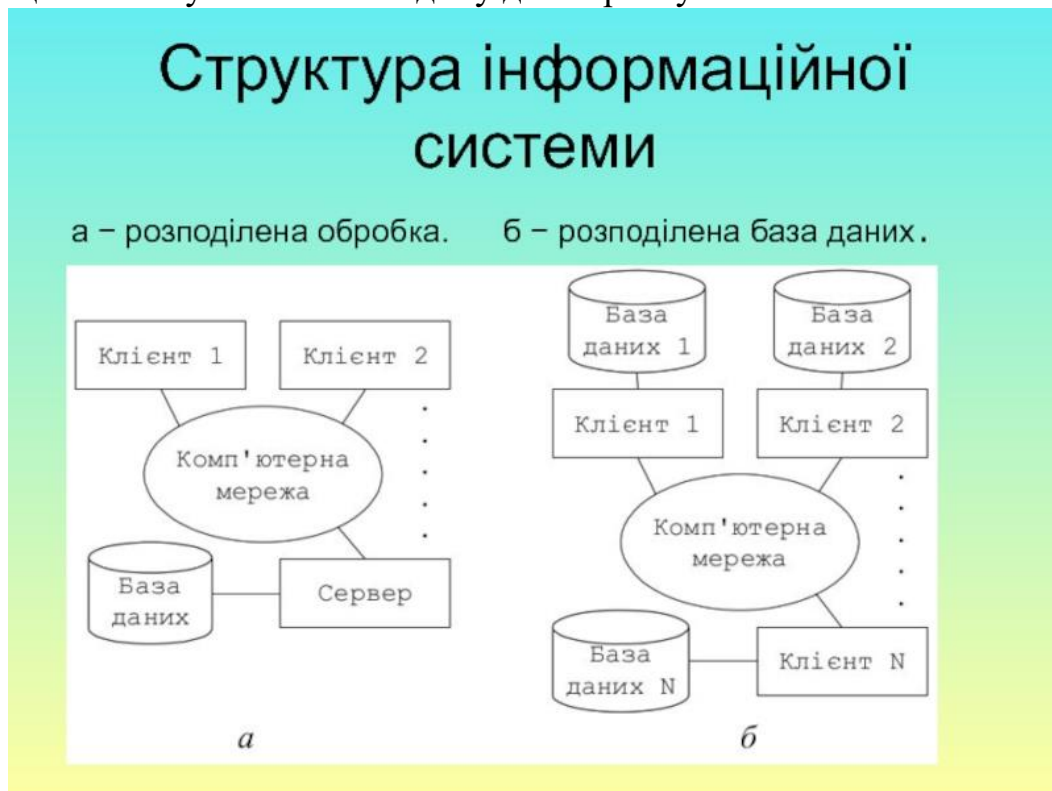 Структура інформаційної
системи
а – розподілена обробка.
б – розподілена база даних.
Клієнт 1
Клієнт 2
Комп'ютерна
мережа
База
даних
Сервер
а
База
даних 1
База
даних 2
Клієнт 1
Клієнт 2
Комп'ютерна
мережа
База
даних N
Клієнт N
б